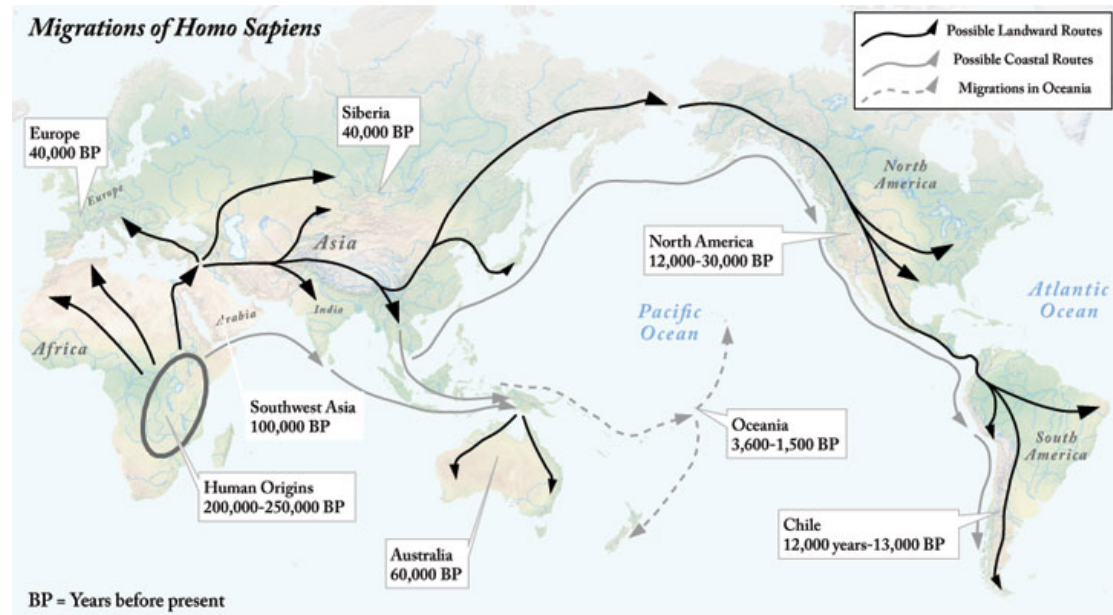 Migrations of Homo Sapiens
Possible Landward Routes
Possible Coastal Routes
Migrations in Oceania
Europe
40,000 BP
Europe
Siberia
40,000 BP
Asia
North
America
North America
12,000-30,000 BP
Atlantic
Ocean
Pacific
Ocean
India
Arabia
Africa
Southwest Asia
100,000 BP
Human Origins
200,000-250,000 BP
Oceania
3,600-1,500 BP
South
America
Australia
60,000 BP
Chile
12,000 years-13,000 BP
BP = Years before present